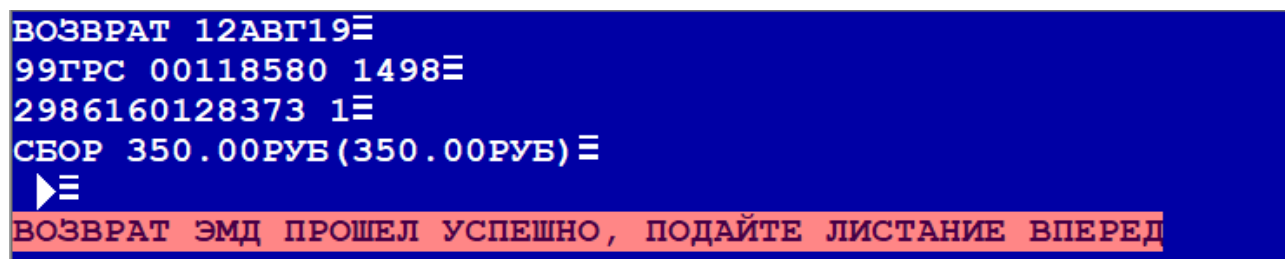 ВОЗВРАТ 12АВГ19☰
99ГРС 00118580 1498☰
2986160128373 1☰
СБОР 350.00РУБ(350.00РУБ)☰
▶☰
ВОЗВРАТ ЭМД ПРОШЕЛ УСПЕШНО, ПОДАЙТЕ ЛИСТАНИЕ ВПЕРЕД